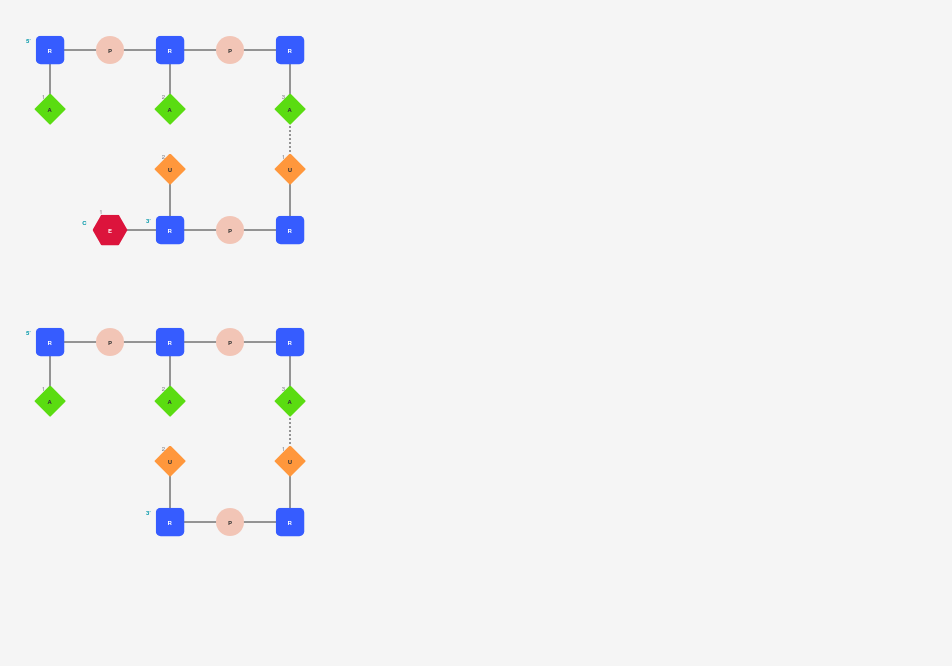 5'
R P R P R
1 2 3
A A A
2 1
U U
1
C E 3' R P R
5'
R P R P R
1 2 3
A A A
2 1
U U
3'
R P R